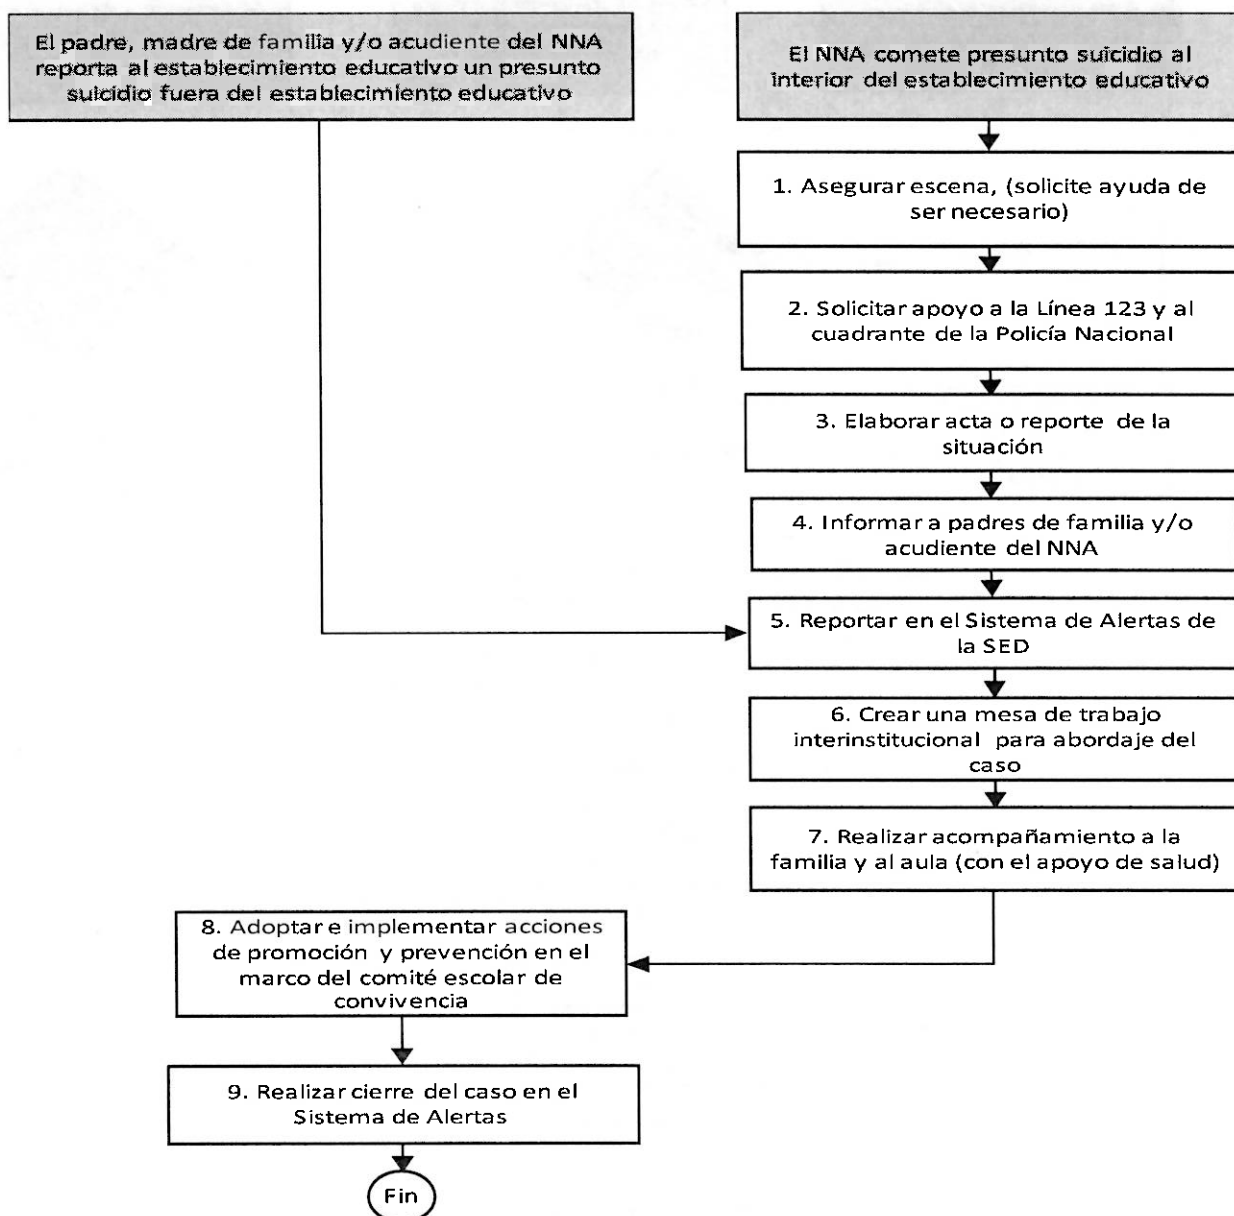 El padre, madre de familia y/o acudiente del NNA
reporta al establecimiento educativo un presunto
suicidio fuera del establecimiento educativo
El NNA comete presunto suicidio al
interior del establecimiento educativo
1. Asegurar escena, (solicite ayuda de
ser necesario)
2. Solicitar apoyo a la Línea 123 y al
cuadrante de la Policía Nacional
3. Elaborar acta o reporte de la
situación
4. Informar a padres de familia y/o
acudiente del NNA
5. Reportar en el Sistema de Alertas de
la SED
6. Crear una mesa de trabajo
interinstitucional para abordaje del
caso
7. Realizar acompañamiento a la
familia y al aula (con el apoyo de salud)
8. Adoptar e implementar acciones
de promoción y prevención en el
marco del comité escolar de
convivencia
9. Realizar cierre del caso en el
Sistema de Alertas
Fin